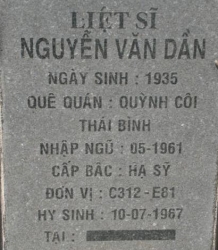 LIỆT SĨ
NGUYỄN VĂN DẦN
NGÀY SINH : 1935
QUÊ QUÁN : QUỲNH CÔI
THÁI BÌNH
NHẬP NGŨ : 05-1961
CẤP BẬC : HẠ SỸ
ĐƠN VỊ : C312-E81
HY SINH : 10-07-1967
TẠI :